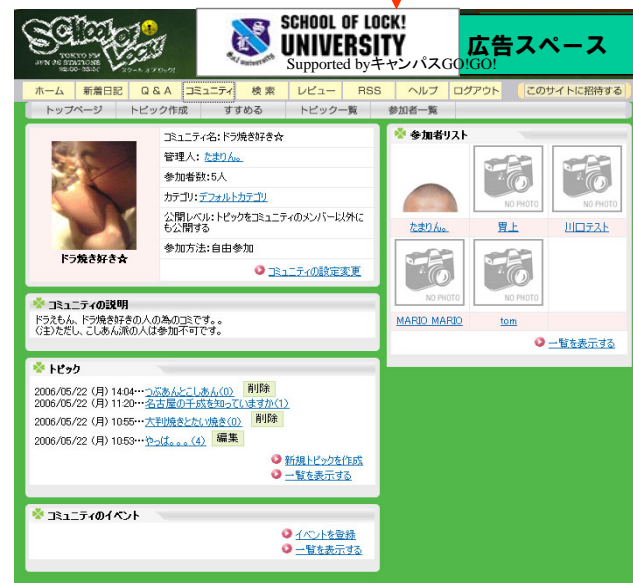 SCHOOL OF LOCK!
TOKYO FM
SCHOOL OF LOCK!
UNIVERSITY
Supported byキャンパスGO!GO!
広告スペース
ホーム 新着日記 Q & A コミュニティ 検 索 レビュー RSS ヘルプ ログアウト このサイトに招待する
トップページ トピック作成 すすめる トピック一覧 参加者一覧
ドラ焼き好き☆
コミュニティ名:ドラ焼き好き☆
管理人: たまりん。
参加者数:5人
カテゴリ:デフォルトカテゴリ
公開レベル:トピックをコミュニティのメンバー以外に
も公開する
参加方法:自由参加
コミュニティの設定変更
コミュニティの説明
ドラえもん、ドラ焼き好きの人の為のコミです。。
(注)ただし、こしあん派の人は参加不可です。
トピック
2006/05/22 (月) 14:04…つぶあんとこしあん(0) 削除
2006/05/22 (月) 11:20…名古屋の千成を知っていますか(1)
2006/05/22 (月) 10:55…大判焼きとたい焼き(0) 削除
2006/05/22 (月) 10:53…やっぱ。。。(4) 編集
新規トピックを作成
一覧を表示する
コミュニティのイベント
イベントを登録
一覧を表示する
参加者リスト
NO PHOTO NO PHOTO
たまりん。 胃上 川口テスト
NO PHOTO NO PHOTO
MARIO MARIO tom
一覧を表示する